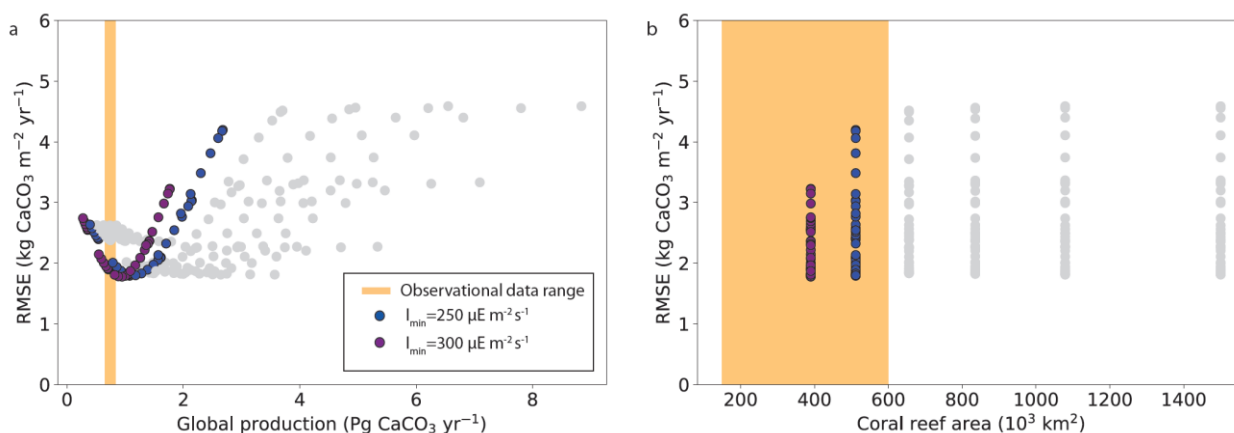 a
RMSE (kg CaCO₃ m⁻² yr⁻¹)
6
5
4
3
2
1
0
0 2 4 6 8
Global production (Pg CaCO₃ yr⁻¹)
Observational data range
I_min=250 µE m⁻² s⁻¹
I_min=300 µE m⁻² s⁻¹
b
RMSE (kg CaCO₃ m⁻² yr⁻¹)
6
5
4
3
2
1
0
200 400 600 800 1000 1200 1400
Coral reef area (10³ km²)